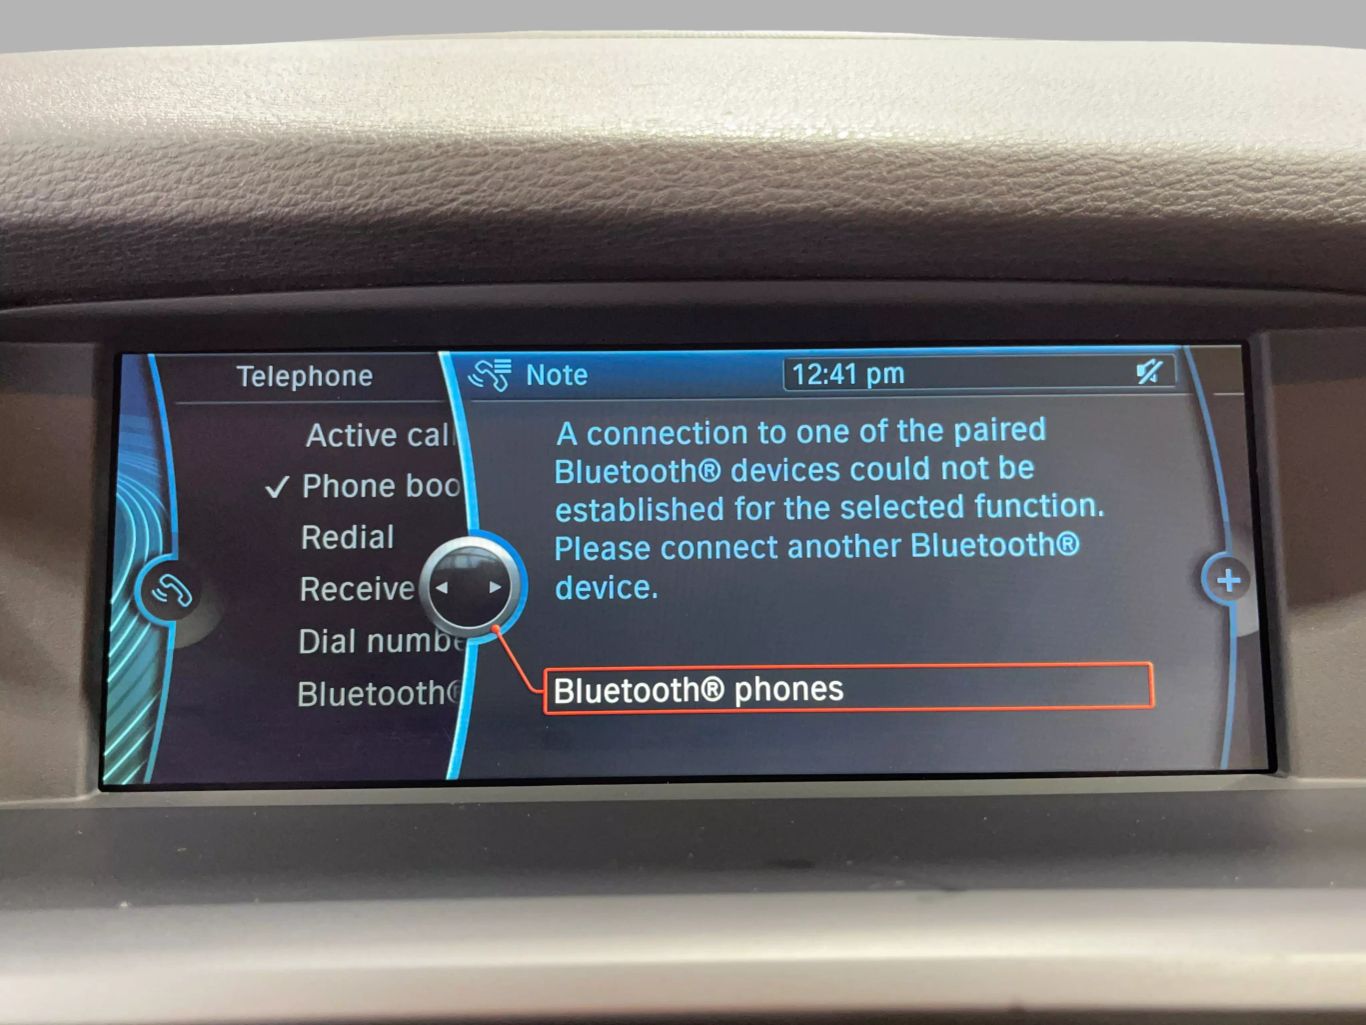 Telephone
Active cal
Phone boo
Redial
Receive
Dial numb
Bluetooth®
Note
12:41 pm
A connection to one of the paired
Bluetooth® devices could not be
established for the selected function.
Please connect another Bluetooth®
device.
Bluetooth® phones